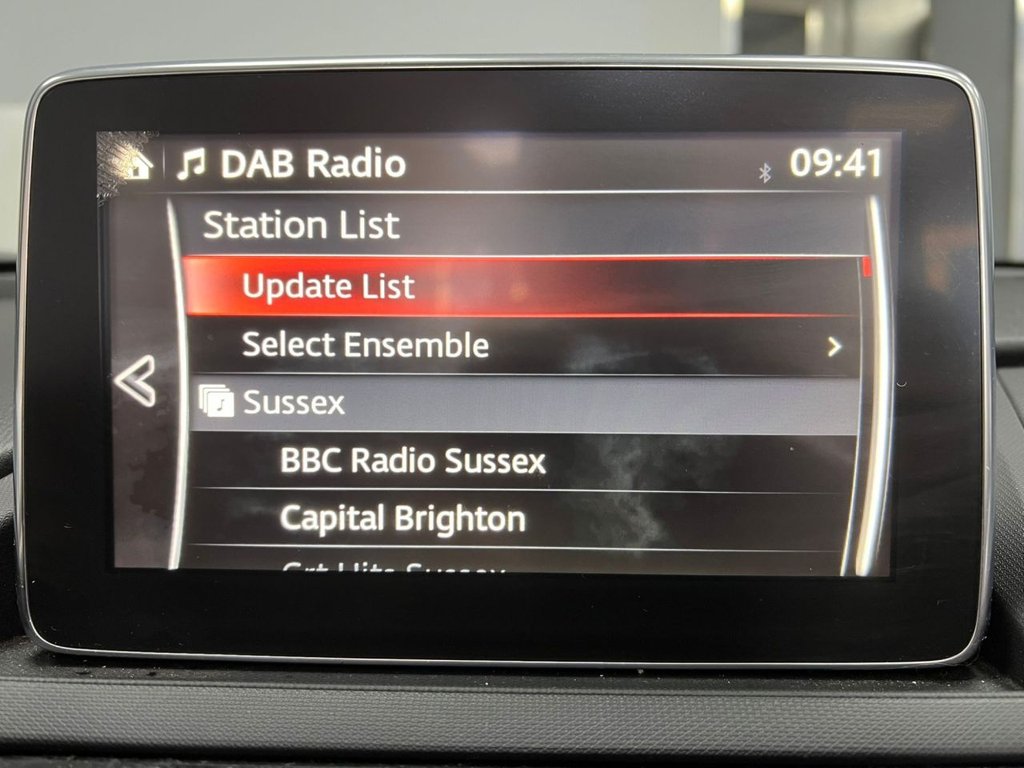 DAB Radio 09:41
Station List
Update List
Select Ensemble
Sussex
BBC Radio Sussex
Capital Brighton